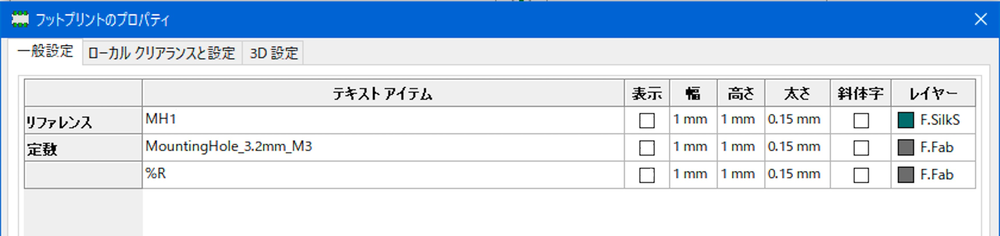 フットプリントのプロパティ
一般設定 ローカル クリアランスと設定 3D 設定
テキスト アイテム 表示 幅 高さ 太さ 斜体字 レイヤー
リファレンス MH1 1 mm 1 mm 0.15 mm F.SilkS
定数 MountingHole_3.2mm_M3 1 mm 1 mm 0.15 mm F.Fab
%R 1 mm 1 mm 0.15 mm F.Fab